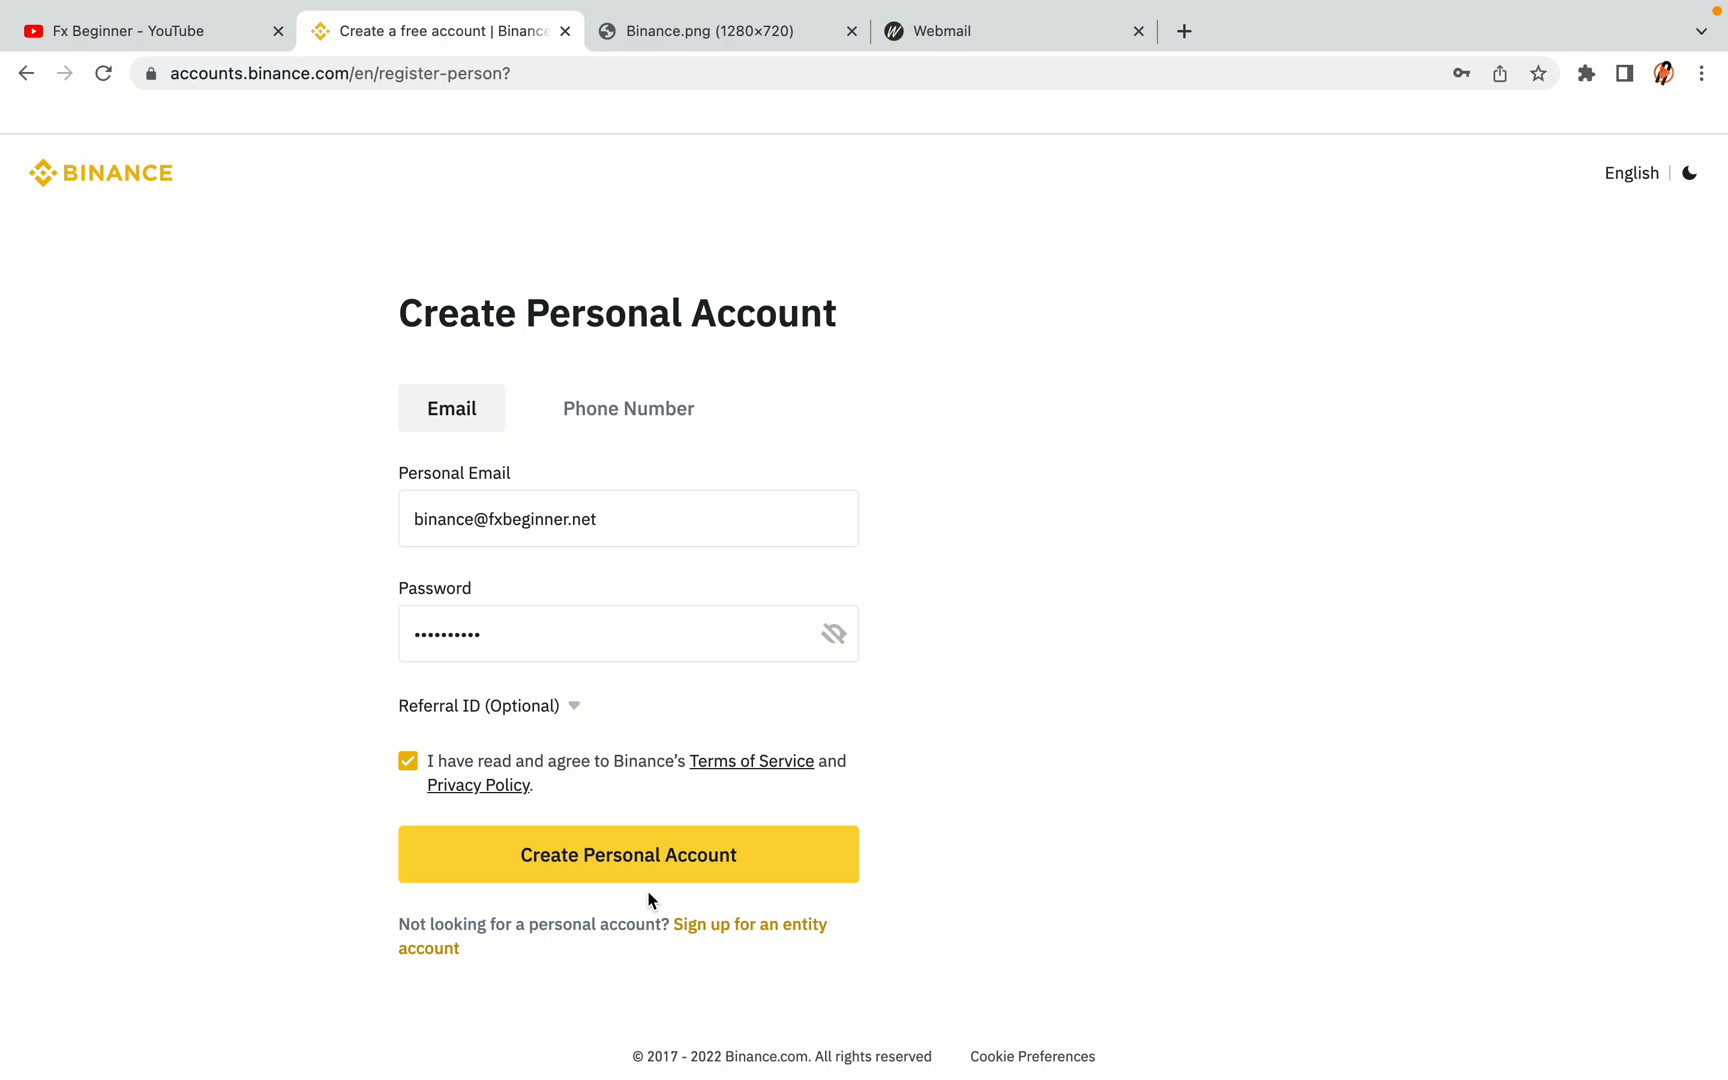 Fx Beginner - YouTube
Create a free account | Binance
Binance.png (1280×720)
Webmail
accounts.binance.com/en/register-person?
BINANCE
English
Create Personal Account
Email
Phone Number
Personal Email
binance@fxbeginner.net
Password
••••••••••
Referral ID (Optional)
I have read and agree to Binance’s Terms of Service and
Privacy Policy.
Create Personal Account
Not looking for a personal account? Sign up for an entity
account
© 2017 - 2022 Binance.com. All rights reserved
Cookie Preferences